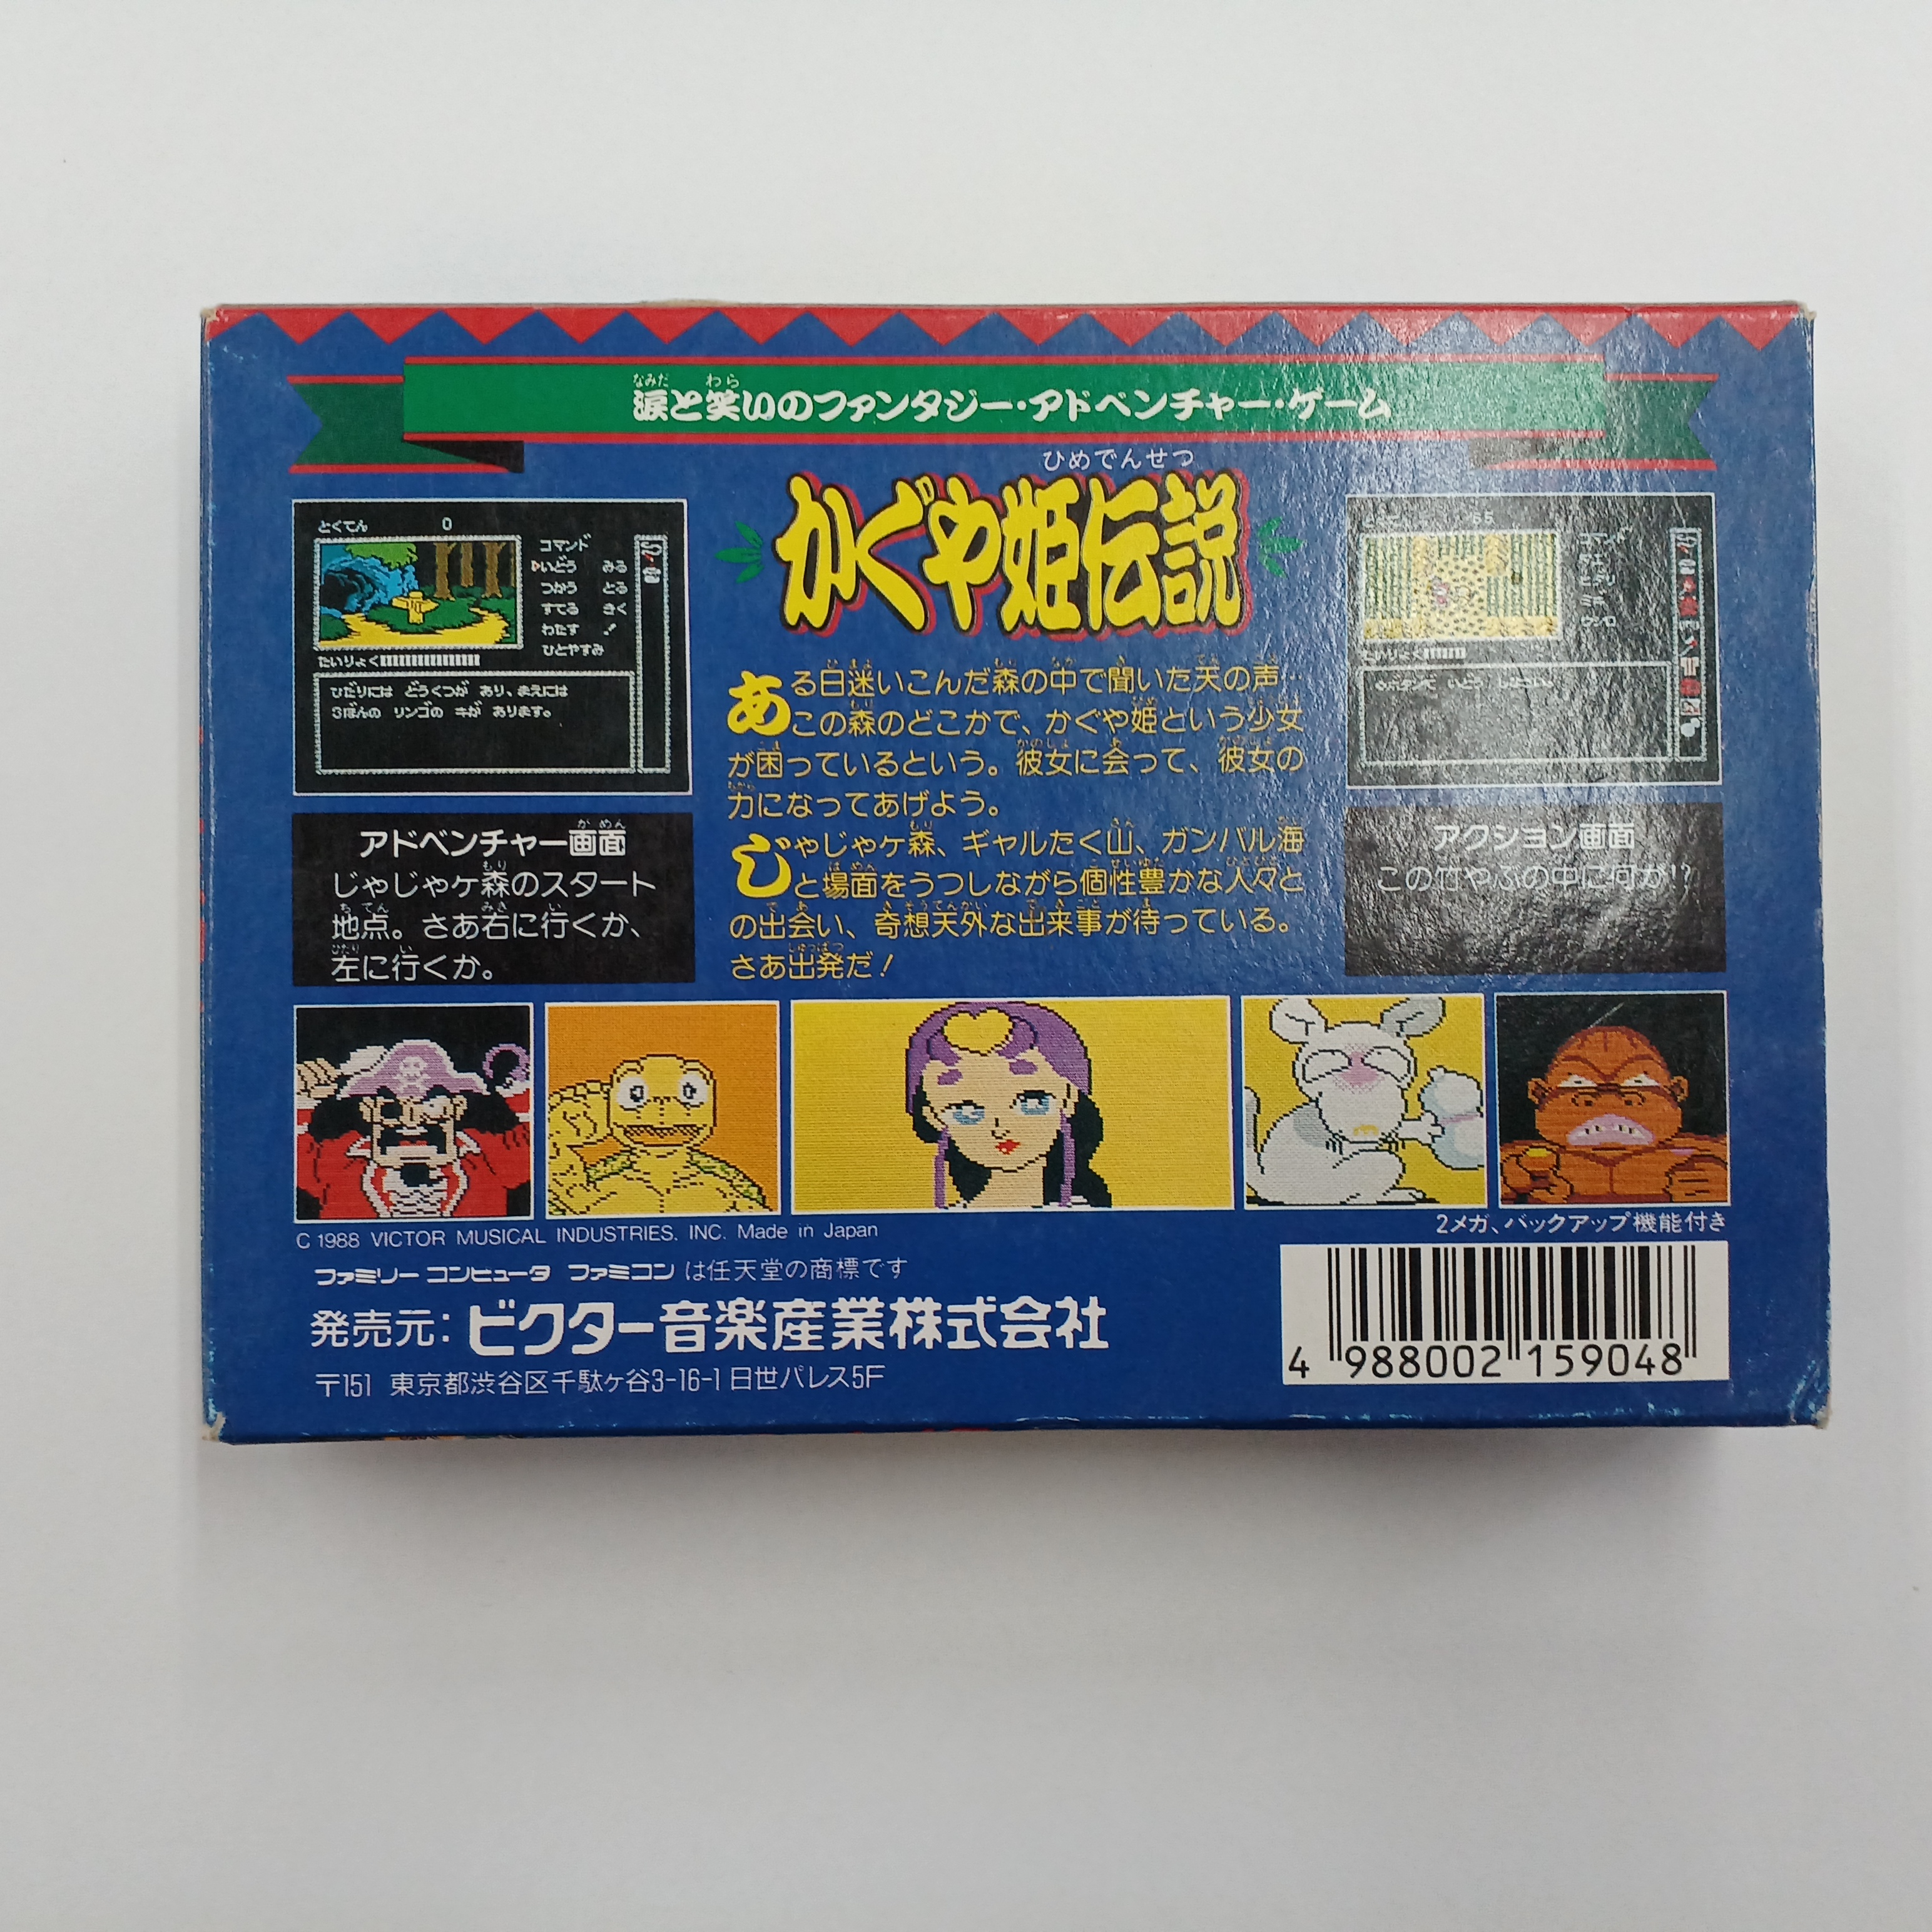 涙と笑いのファンタジー・アドベンチャー・ゲーム
なみだ わら
かぐや姫伝説
ひめでんせつ
とくてん 0
コマンド
いどう みる
つかう とる
すてる きく
わたす !
ひとやすみ
たいりょく
ひだりには どうくつが あり、まえには
3ぼんの リンゴの キが あります。
アドベンチャー画面
じゃじゃヶ森のスタート
地点。さあ右に行くか、
左に行くか。
ある日迷いこんだ森の中で聞いた天の声…
この森のどこかで、かぐや姫という少女
が困っているという。彼女に会って、彼女の
力になってあげよう。
じゃじゃヶ森、ギャルたく山、ガンバル海
と場面をうつしながら個性豊かな人々と
の出会い、奇想天外な出来事が待っている。
さあ出発だ!
アクション画面
この竹やぶの中に何か!?
C 1988 VICTOR MUSICAL INDUSTRIES. INC. Made in Japan
ファミリーコンピュータ ファミコンは任天堂の商標です
発売元:ビクター音楽産業株式会社
〒151 東京都渋谷区千駄ヶ谷3-16-1 日世パレス5F
2メガ、バックアップ機能付き
4 988002 159048